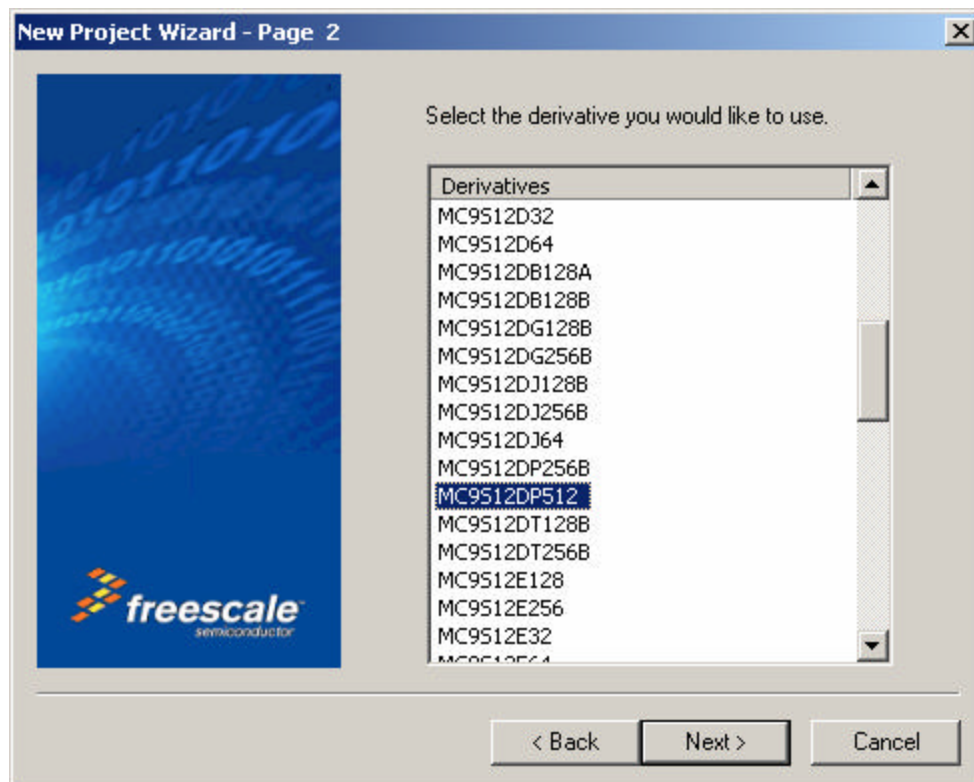 New Project Wizard - Page 2
Select the derivative you would like to use.
Derivatives
MC9S12D32
MC9S12D64
MC9S12DB128A
MC9S12DB128B
MC9S12DG128B
MC9S12DG256B
MC9S12DJ128B
MC9S12DJ256B
MC9S12DJ64
MC9S12DP256B
MC9S12DP512
MC9S12DT128B
MC9S12DT256B
MC9S12E128
MC9S12E256
MC9S12E32
freescale
semiconductor
< Back
Next >
Cancel